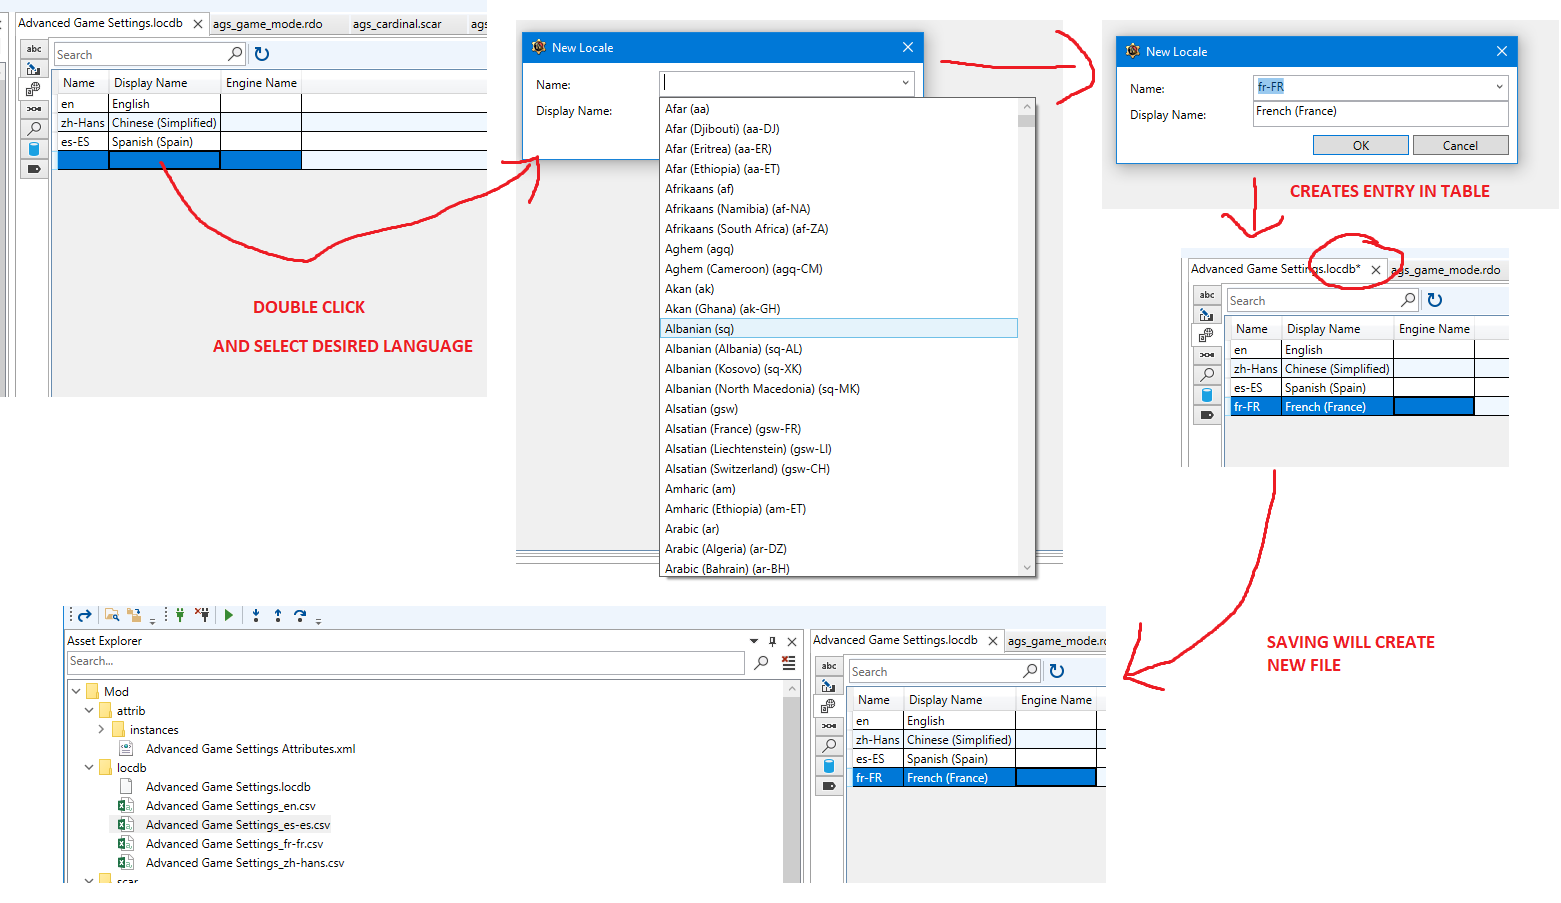 Advanced Game Settings.locdb
ags_game_mode.rdo
ags_cardinal.scar
ags
abc
Search
Name Display Name Engine Name
en English
zh-Hans Chinese (Simplified)
es-ES Spanish (Spain)
DOUBLE CLICK
AND SELECT DESIRED LANGUAGE
New Locale
Name:
Display Name:
Afar (aa)
Afar (Djibouti) (aa-DJ)
Afar (Eritrea) (aa-ER)
Afar (Ethiopia) (aa-ET)
Afrikaans (af)
Afrikaans (Namibia) (af-NA)
Afrikaans (South Africa) (af-ZA)
Aghem (agq)
Aghem (Cameroon) (agq-CM)
Akan (ak)
Akan (Ghana) (ak-GH)
Albanian (sq)
Albanian (Albania) (sq-AL)
Albanian (Kosovo) (sq-XK)
Albanian (North Macedonia) (sq-MK)
Alsatian (gsw)
Alsatian (France) (gsw-FR)
Alsatian (Liechtenstein) (gsw-LI)
Alsatian (Switzerland) (gsw-CH)
Amharic (am)
Amharic (Ethiopia) (am-ET)
Arabic (ar)
Arabic (Algeria) (ar-DZ)
Arabic (Bahrain) (ar-BH)
New Locale
Name: fr-FR
Display Name: French (France)
OK Cancel
CREATES ENTRY IN TABLE
Advanced Game Settings.locdb*
ags_game_mode.rdo
abc
Search
Name Display Name Engine Name
en English
zh-Hans Chinese (Simplified)
es-ES Spanish (Spain)
fr-FR French (France)
SAVING WILL CREATE
NEW FILE
Asset Explorer
Search...
Mod
attrib
instances
Advanced Game Settings Attributes.xml
locdb
Advanced Game Settings.locdb
Advanced Game Settings_en.csv
Advanced Game Settings_es-es.csv
Advanced Game Settings_fr-fr.csv
Advanced Game Settings_zh-hans.csv
scar
Advanced Game Settings.locdb
ags_game_mode.rd
abc
Search
Name Display Name Engine Name
en English
zh-Hans Chinese (Simplified)
es-ES Spanish (Spain)
fr-FR French (France)